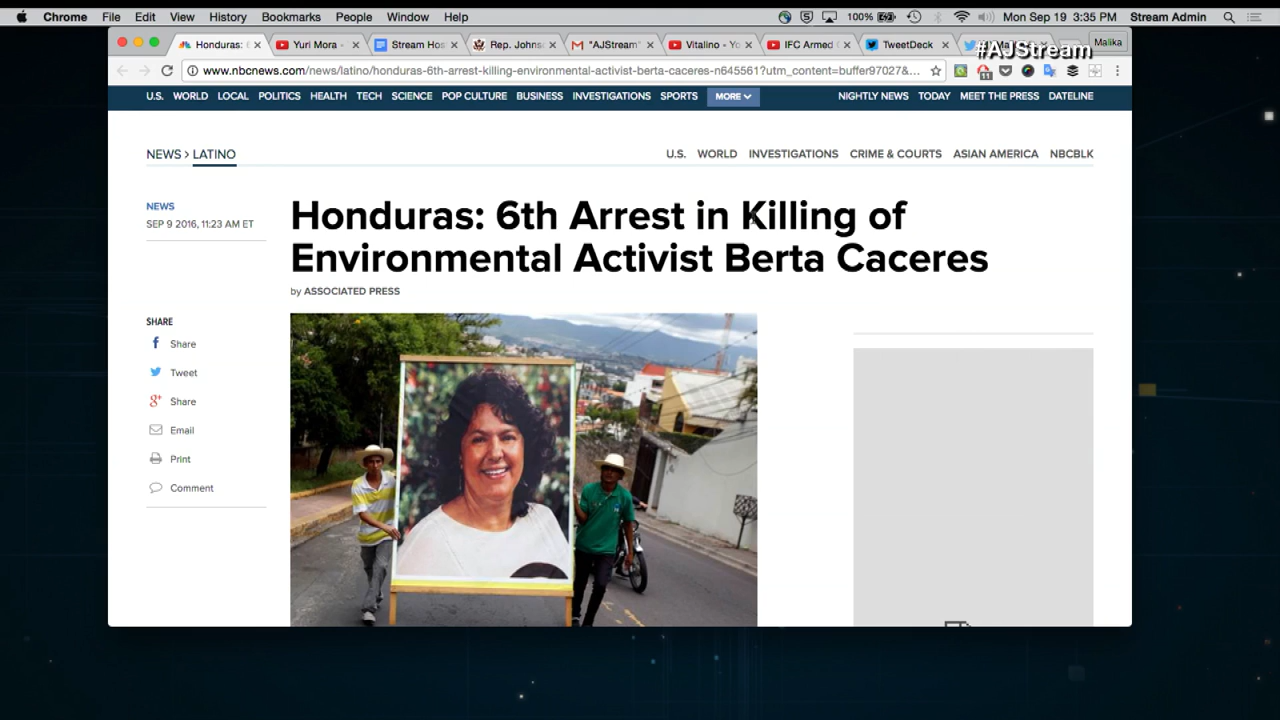 Chrome File Edit View History Bookmarks People Window Help 100% Mon Sep 19 3:35 PM Stream Admin
Honduras: Yuri Mora - Stream Hos Rep. Johns "AJStream" Vitalino - Yo IFC Armed TweetDeck Malika
#AJStream
www.nbcnews.com/news/latino/honduras-6th-arrest-killing-environmental-activist-berta-caceres-n645561?utm_content=buffer97027&... 11
U.S. WORLD LOCAL POLITICS HEALTH TECH SCIENCE POP CULTURE BUSINESS INVESTIGATIONS SPORTS MORE NIGHTLY NEWS TODAY MEET THE PRESS DATELINE
NEWS > LATINO U.S. WORLD INVESTIGATIONS CRIME & COURTS ASIAN AMERICA NBCBLK
NEWS
SEP 9 2016, 11:23 AM ET
Honduras: 6th Arrest in Killing of
Environmental Activist Berta Caceres
by ASSOCIATED PRESS
SHARE
Share
Tweet
Share
Email
Print
Comment